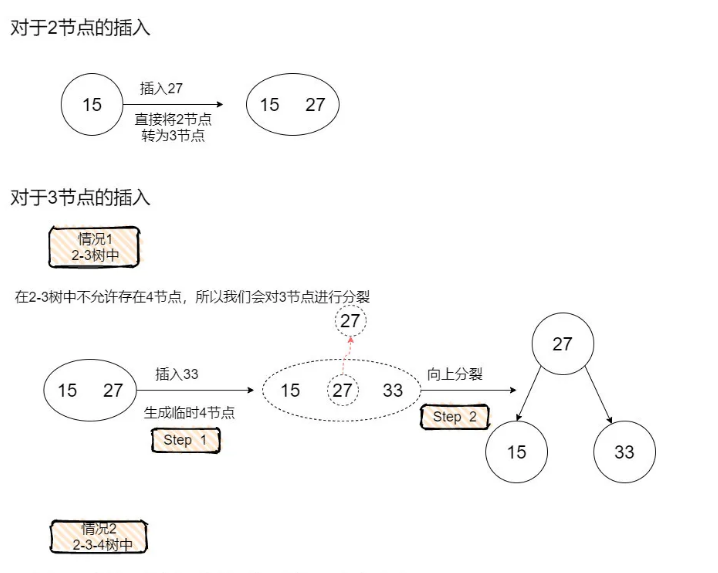 对于2节点的插入
15
插入27
直接将2节点
转为3节点
15 27
对于3节点的插入
情况1
2-3树中
在2-3树中不允许存在4节点，所以我们会对3节点进行分裂
27
15 27
插入33
生成临时4节点
Step 1
15 27 33
向上分裂
Step 2
27
15
33
情况2
2-3-4树中